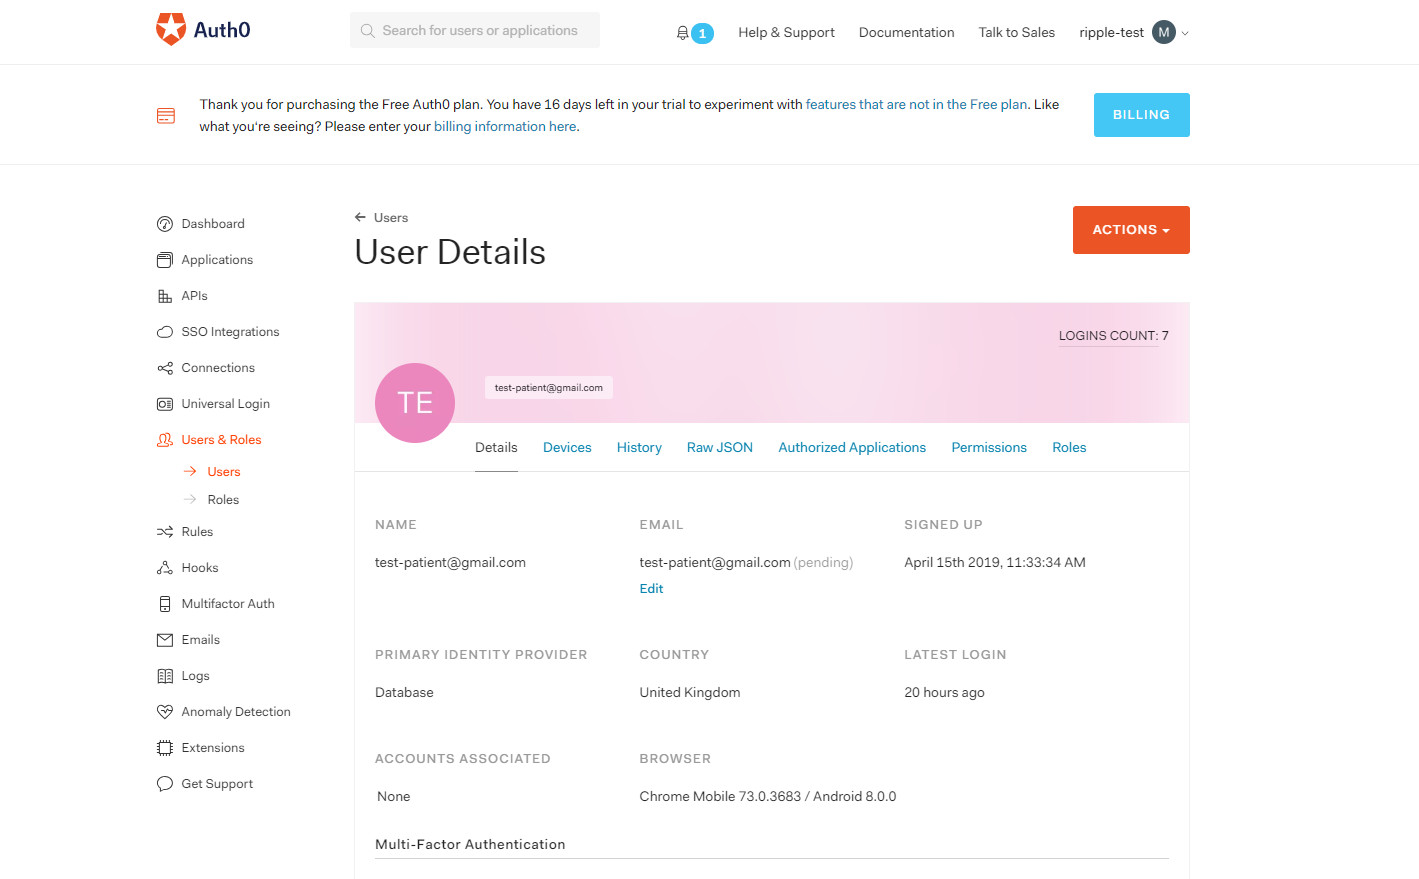 Auth0
Search for users or applications
1
Help & Support
Documentation
Talk to Sales
ripple-test
M
Thank you for purchasing the Free Auth0 plan. You have 16 days left in your trial to experiment with features that are not in the Free plan. Like
what you're seeing? Please enter your billing information here.
BILLING
Dashboard
Applications
APIs
SSO Integrations
Connections
Universal Login
Users & Roles
Users
Roles
Rules
Hooks
Multifactor Auth
Emails
Logs
Anomaly Detection
Extensions
Get Support
Users
User Details
ACTIONS
LOGINS COUNT: 7
TE
test-patient@gmail.com
Details
Devices
History
Raw JSON
Authorized Applications
Permissions
Roles
NAME
test-patient@gmail.com
EMAIL
test-patient@gmail.com (pending)
Edit
SIGNED UP
April 15th 2019, 11:33:34 AM
PRIMARY IDENTITY PROVIDER
Database
COUNTRY
United Kingdom
LATEST LOGIN
20 hours ago
ACCOUNTS ASSOCIATED
None
BROWSER
Chrome Mobile 73.0.3683 / Android 8.0.0
Multi-Factor Authentication